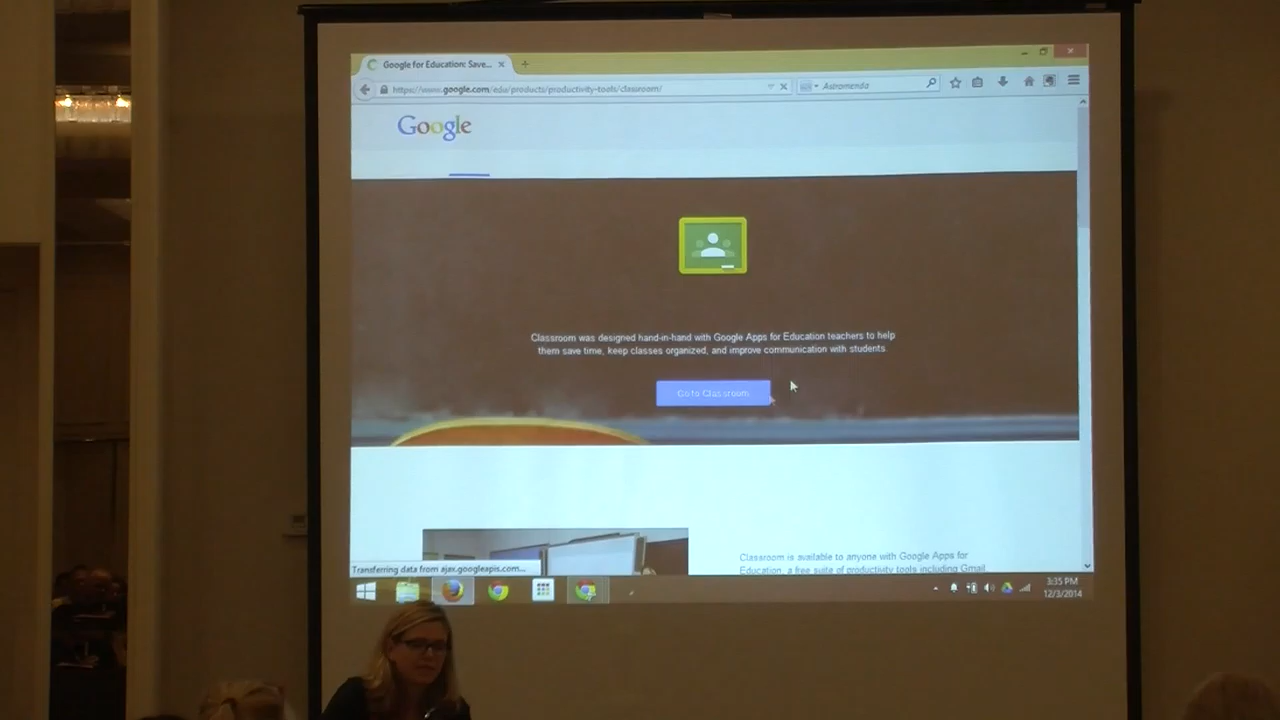 Google for Education: Save...
https://www.google.com/edu/products/productivity-tools/classroom/
Astromenda
Google
Classroom was designed hand-in-hand with Google Apps for Education teachers to help
them save time, keep classes organized, and improve communication with students.
Go to Classroom
Classroom is available to anyone with Google Apps for
Education, a free suite of productivity tools including Gmail,
Transferring data from ajax.googleapis.com...
3:35 PM
12/3/2014